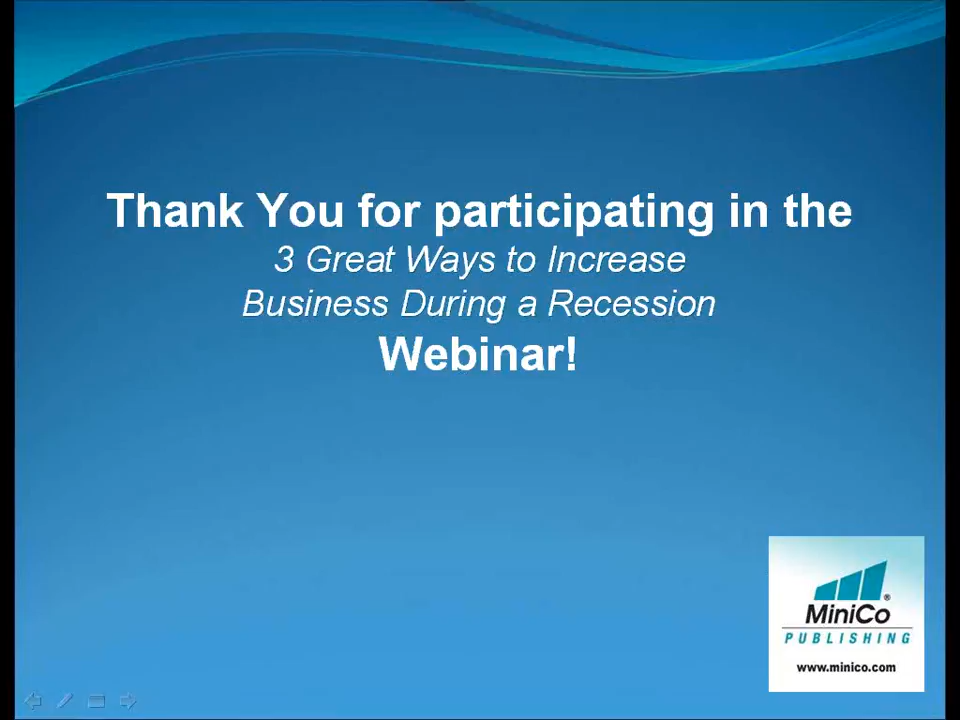 Thank You for participating in the
3 Great Ways to Increase
Business During a Recession
Webinar!
MiniCo®
PUBLISHING
www.minico.com